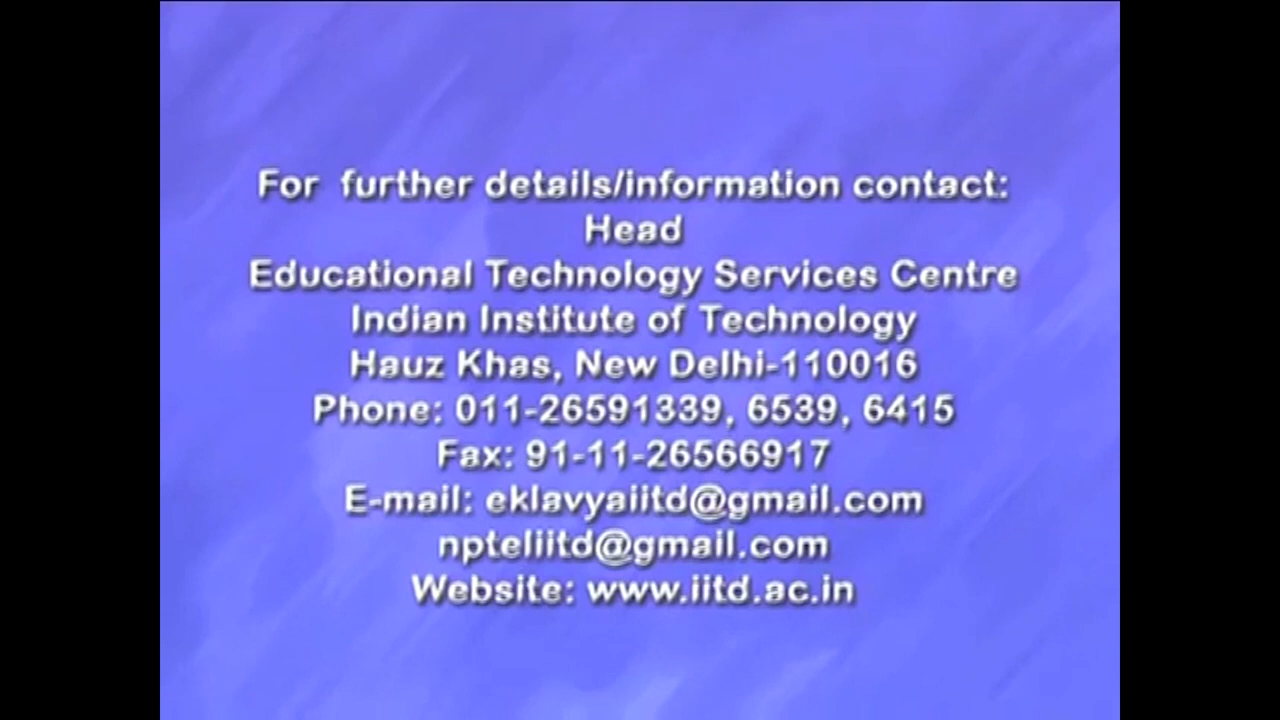 For further details/information contact:
Head
Educational Technology Services Centre
Indian Institute of Technology
Hauz Khas, New Delhi-110016
Phone: 011-26591339, 6539, 6415
Fax: 91-11-26566917
E-mail: eklavyaiitd@gmail.com
npteliitd@gmail.com
Website: www.iitd.ac.in